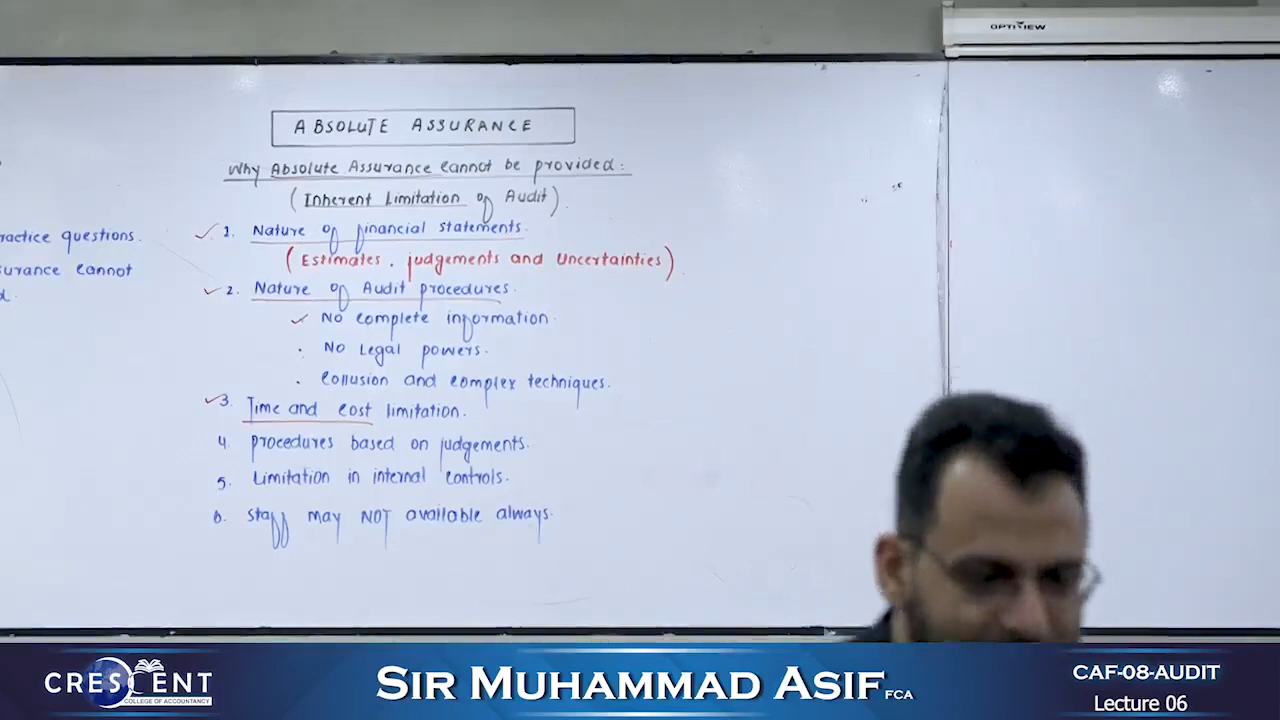 OPTIVIEW
ABSOLUTE ASSURANCE
Why Absolute Assurance cannot be provided:
(Inherent Limitation of Audit)
ractice questions.
surance cannot
d.
1. Nature of financial statements.
(Estimates, judgements and Uncertainties)
2. Nature of Audit procedures.
No complete information.
. No Legal powers.
. Collusion and complex techniques.
3. Time and cost limitation.
4. procedures based on judgements.
5. Limitation in internal controls.
6. Staff may NOT available always.
CRESCENT
COLLEGE OF ACCOUNTANCY
SIR MUHAMMAD ASIF FCA
CAF-08-AUDIT
Lecture 06